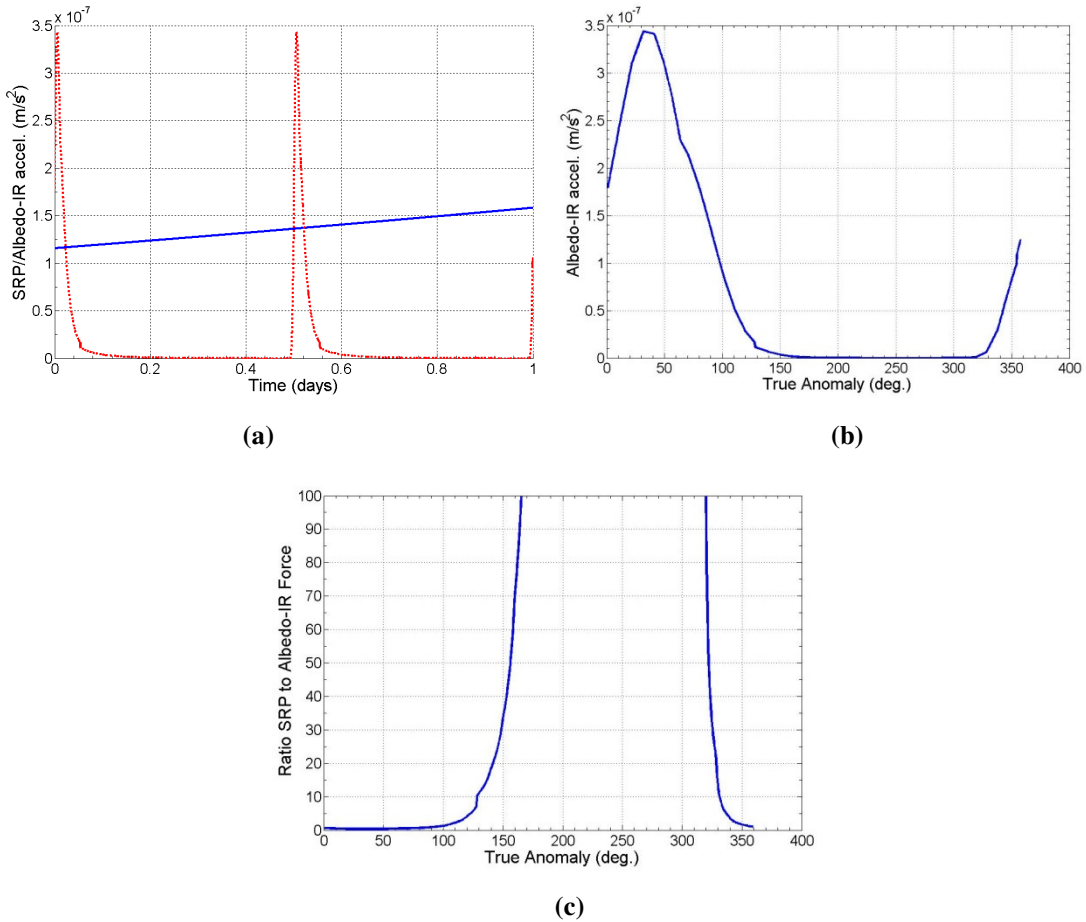 x 10⁻⁷
3.5
3
2.5
2
1.5
1
0.5
0
SRP/Albedo-IR accel. (m/s²)
0 0.2 0.4 0.6 0.8 1
Time (days)
(a)
x 10⁻⁷
3.5
3
2.5
2
1.5
1
0.5
0
Albedo-IR accel. (m/s²)
0 50 100 150 200 250 300 350 400
True Anomaly (deg.)
(b)
100
90
80
70
60
50
40
30
20
10
0
Ratio SRP to Albedo-IR Force
0 50 100 150 200 250 300 350 400
True Anomaly (deg.)
(c)